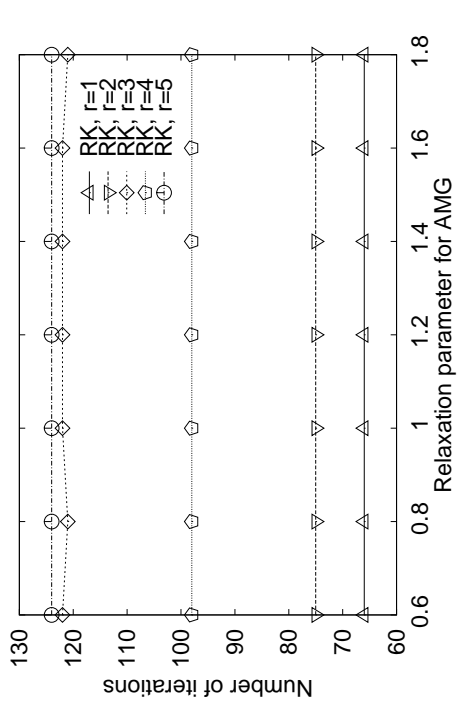 130
120
110
100
90
80
70
60
Number of iterations
0.6
0.8
1
1.2
1.4
1.6
1.8
Relaxation parameter for AMG
RK, r=1
RK, r=2
RK, r=3
RK, r=4
RK, r=5